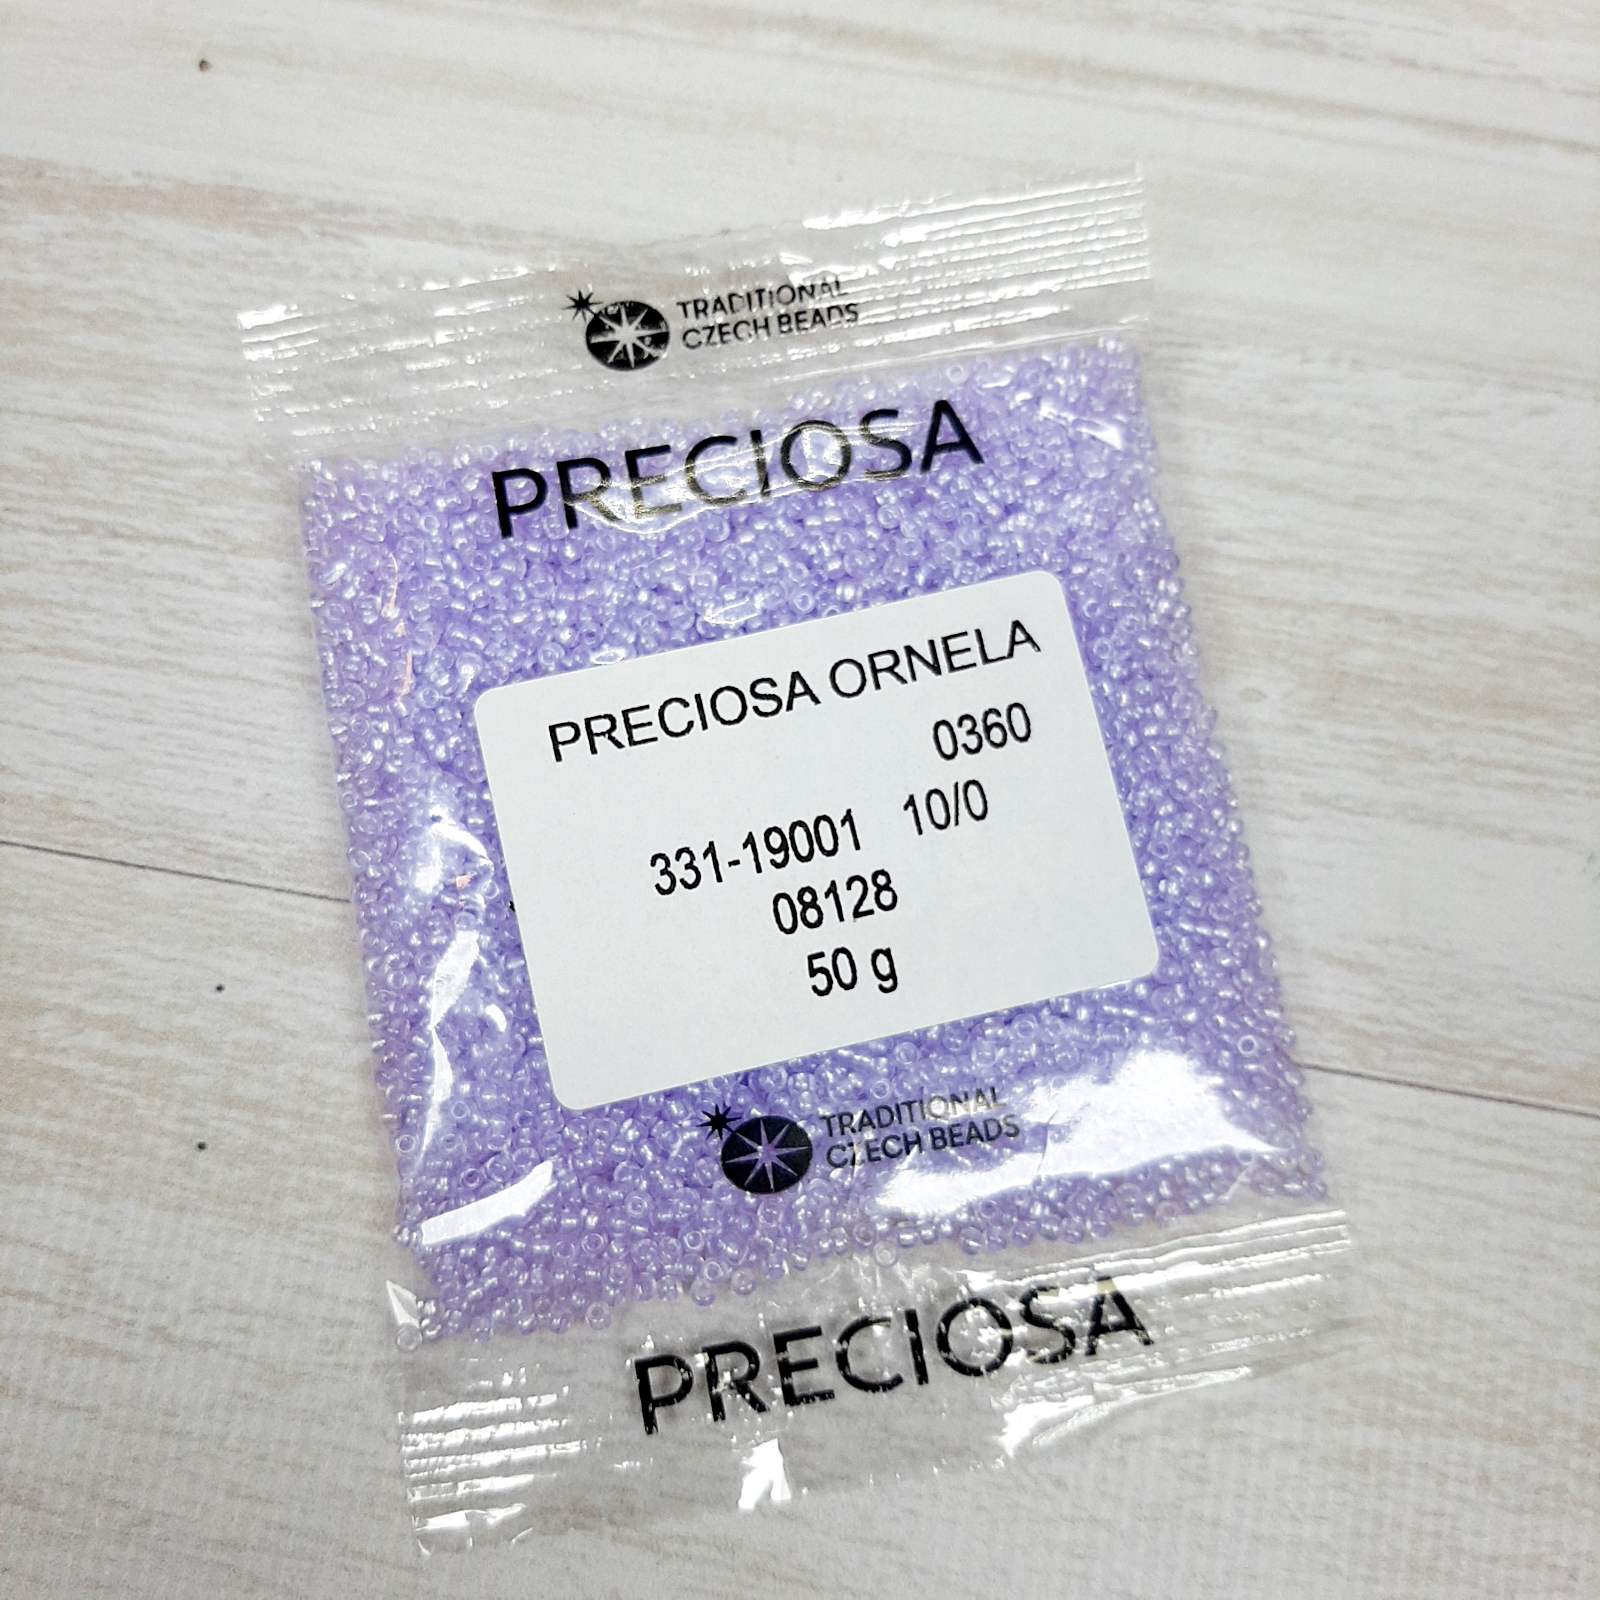 TRADITIONAL
CZECH BEADS
PRECIOSA
PRECIOSA ORNELA
0360
331-19001 10/0
08128
50 g
TRADITIONAL
CZECH BEADS
PRECIOSA